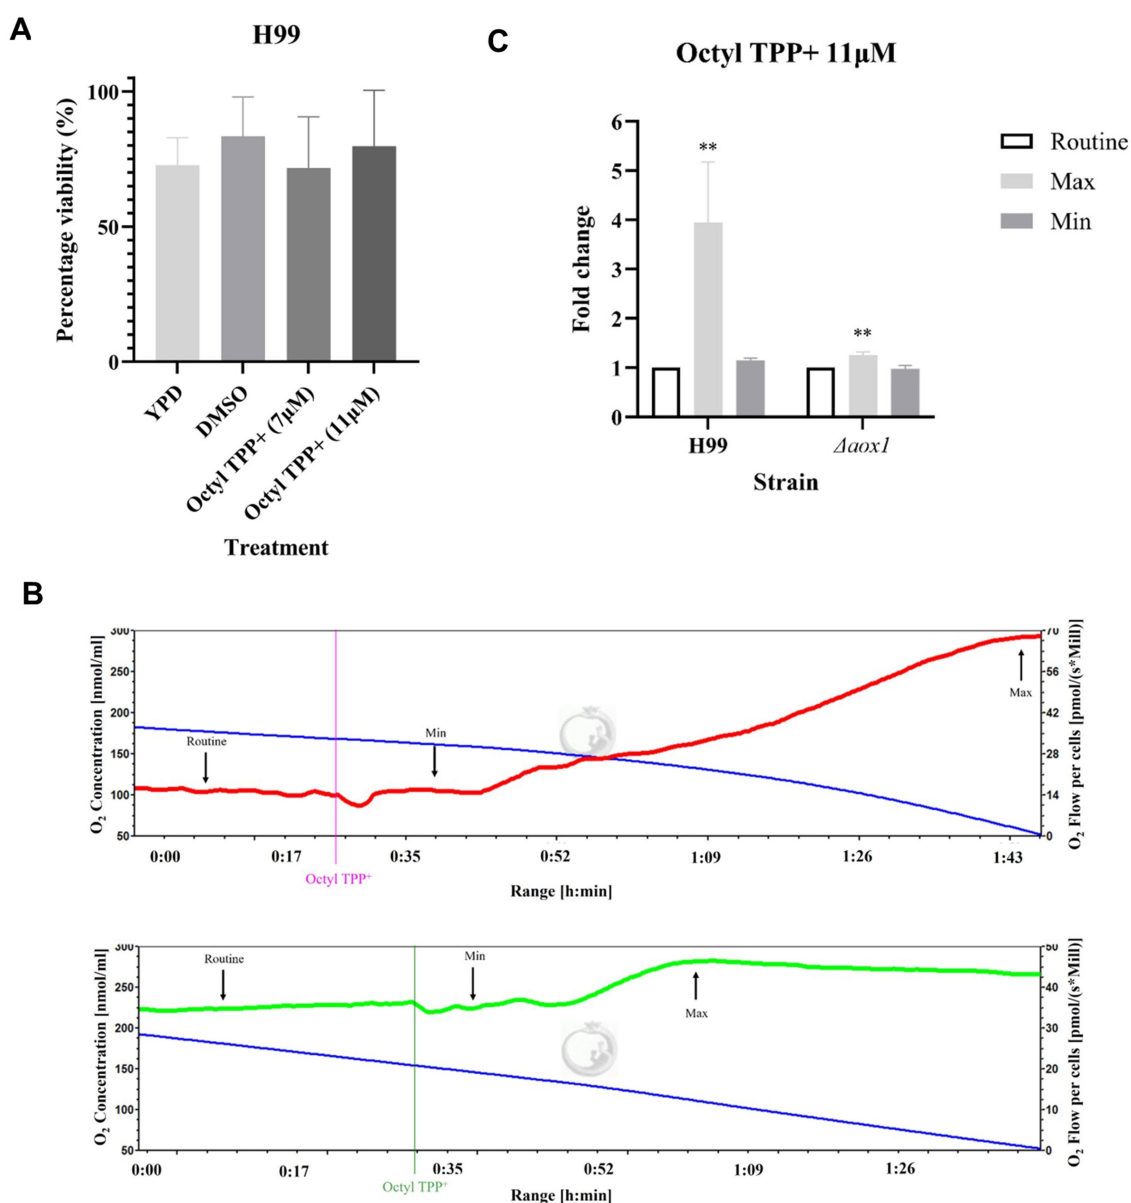 A
H99
Percentage viability (%)
100
50
0
YPD
DMSO
Octyl TPP+ (7μM)
Octyl TPP+ (11μM)
Treatment
C
Octyl TPP+ 11μM
Fold change
6
5
4
3
2
1
0
**
**
H99
Δaox1
Strain
Routine
Max
Min
B
O2 Concentration [nmol/ml]
300
250
200
150
100
50
Routine
Min
Max
70
56
42
28
14
0
O2 Flow per cells [pmol/(s*Mill)]
0:00 0:17 0:35 0:52 1:09 1:26 1:43
Octyl TPP+
Range [h:min]
O2 Concentration [nmol/ml]
300
250
200
150
100
50
Routine
Min
Max
50
40
30
20
10
0
O2 Flow per cells [pmol/(s*Mill)]
0:00 0:17 0:35 0:52 1:09 1:26
Octyl TPP+
Range [h:min]